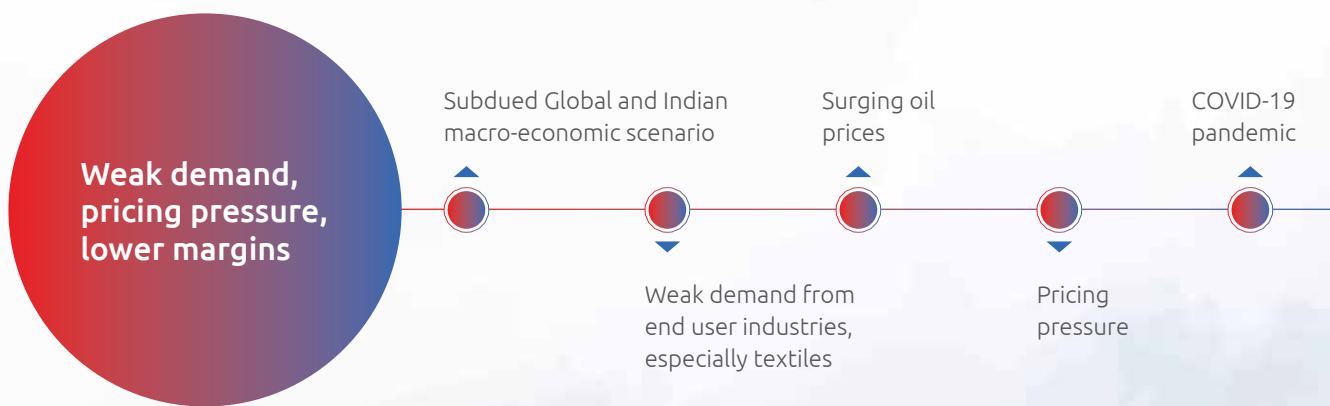 Weak demand,
pricing pressure,
lower margins
Subdued Global and Indian
macro-economic scenario
Weak demand from
end user industries,
especially textiles
Surging oil
prices
Pricing
pressure
COVID-19
pandemic